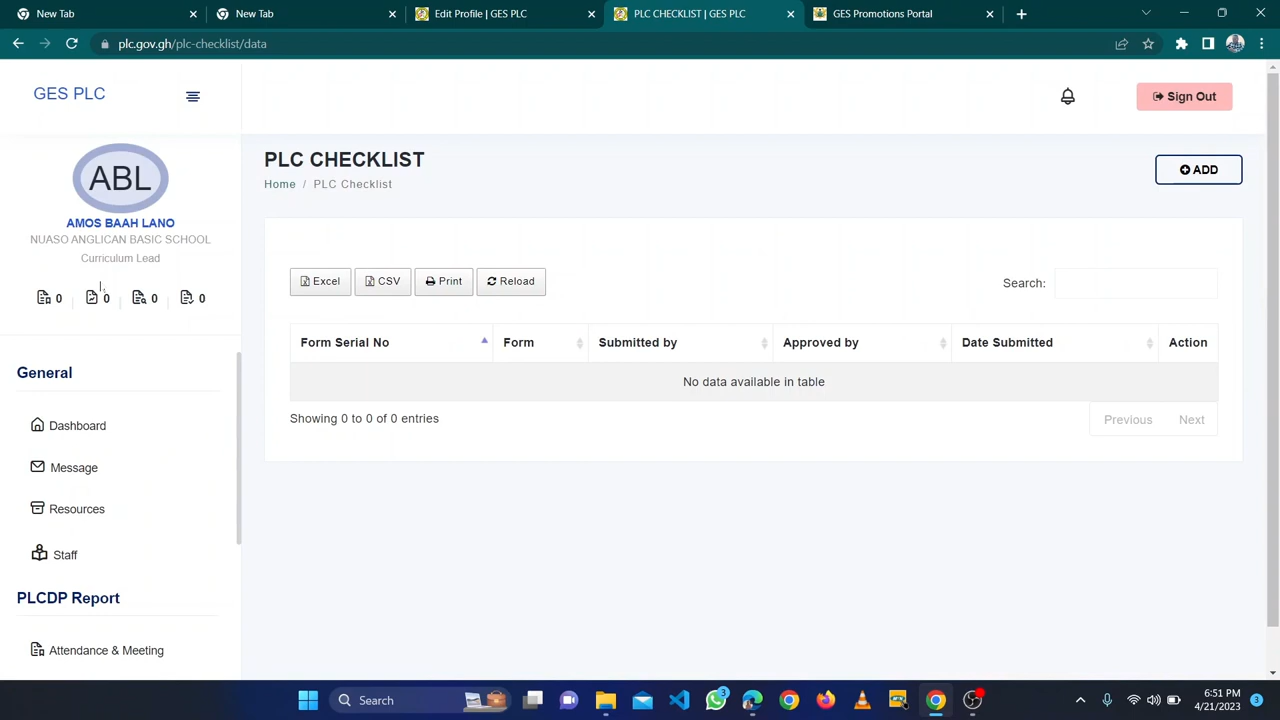 New Tab
New Tab
Edit Profile | GES PLC
PLC CHECKLIST | GES PLC
GES Promotions Portal
plc.gov.gh/plc-checklist/data
GES PLC
Sign Out
ABL
AMOS BAAH LANO
NUASO ANGLICAN BASIC SCHOOL
Curriculum Lead
0 0 0 0
General
Dashboard
Message
Resources
Staff
PLCDP Report
Attendance & Meeting
PLC CHECKLIST
Home / PLC Checklist
ADD
Excel CSV Print Reload
Search:
Form Serial No Form Submitted by Approved by Date Submitted Action
No data available in table
Showing 0 to 0 of 0 entries
Previous Next
Search
3
6:51 PM
4/21/2023
3